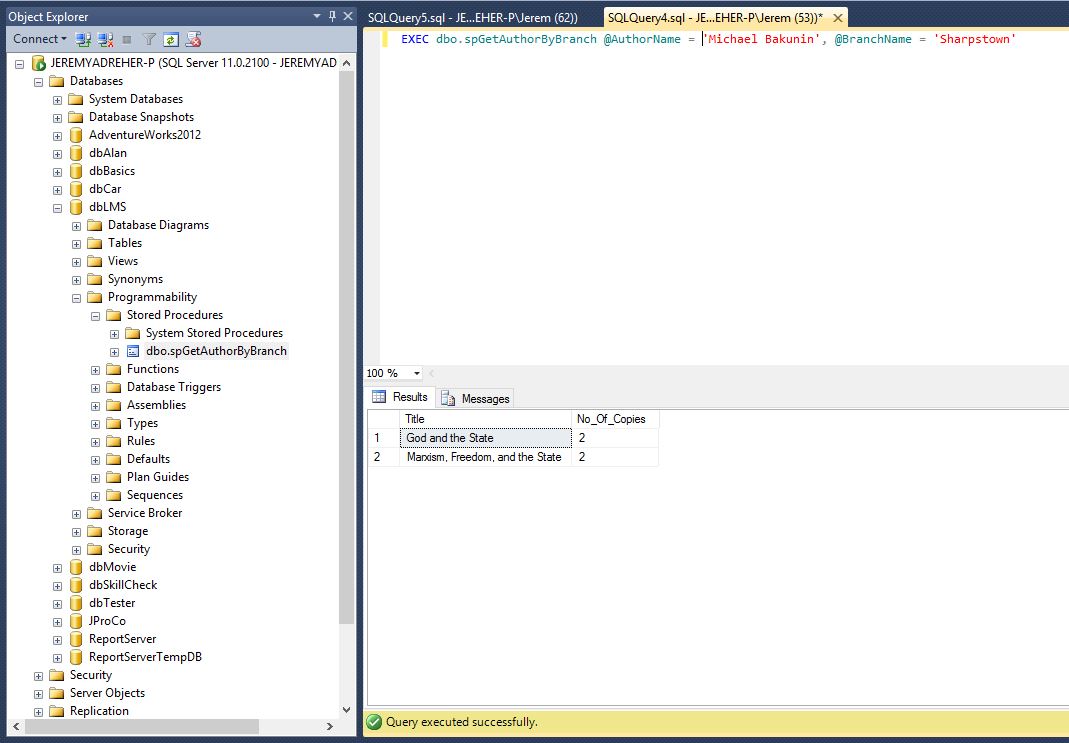 Object Explorer
Connect
JEREMYADREHER-P (SQL Server 11.0.2100 - JEREMYAD
Databases
System Databases
Database Snapshots
AdventureWorks2012
dbAlan
dbBasics
dbCar
dbLMS
Database Diagrams
Tables
Views
Synonyms
Programmability
Stored Procedures
System Stored Procedures
dbo.spGetAuthorByBranch
Functions
Database Triggers
Assemblies
Types
Rules
Defaults
Plan Guides
Sequences
Service Broker
Storage
Security
dbMovie
dbSkillCheck
dbTester
JProCo
ReportServer
ReportServerTempDB
Security
Server Objects
Replication
SQLQuery5.sql - JE...EHER-P\Jerem (62))
SQLQuery4.sql - JE...EHER-P\Jerem (53))*
EXEC dbo.spGetAuthorByBranch @AuthorName = 'Michael Bakunin', @BranchName = 'Sharpstown'
100 %
Results Messages
Title No_Of_Copies
1 God and the State 2
2 Marxism, Freedom, and the State 2
Query executed successfully.